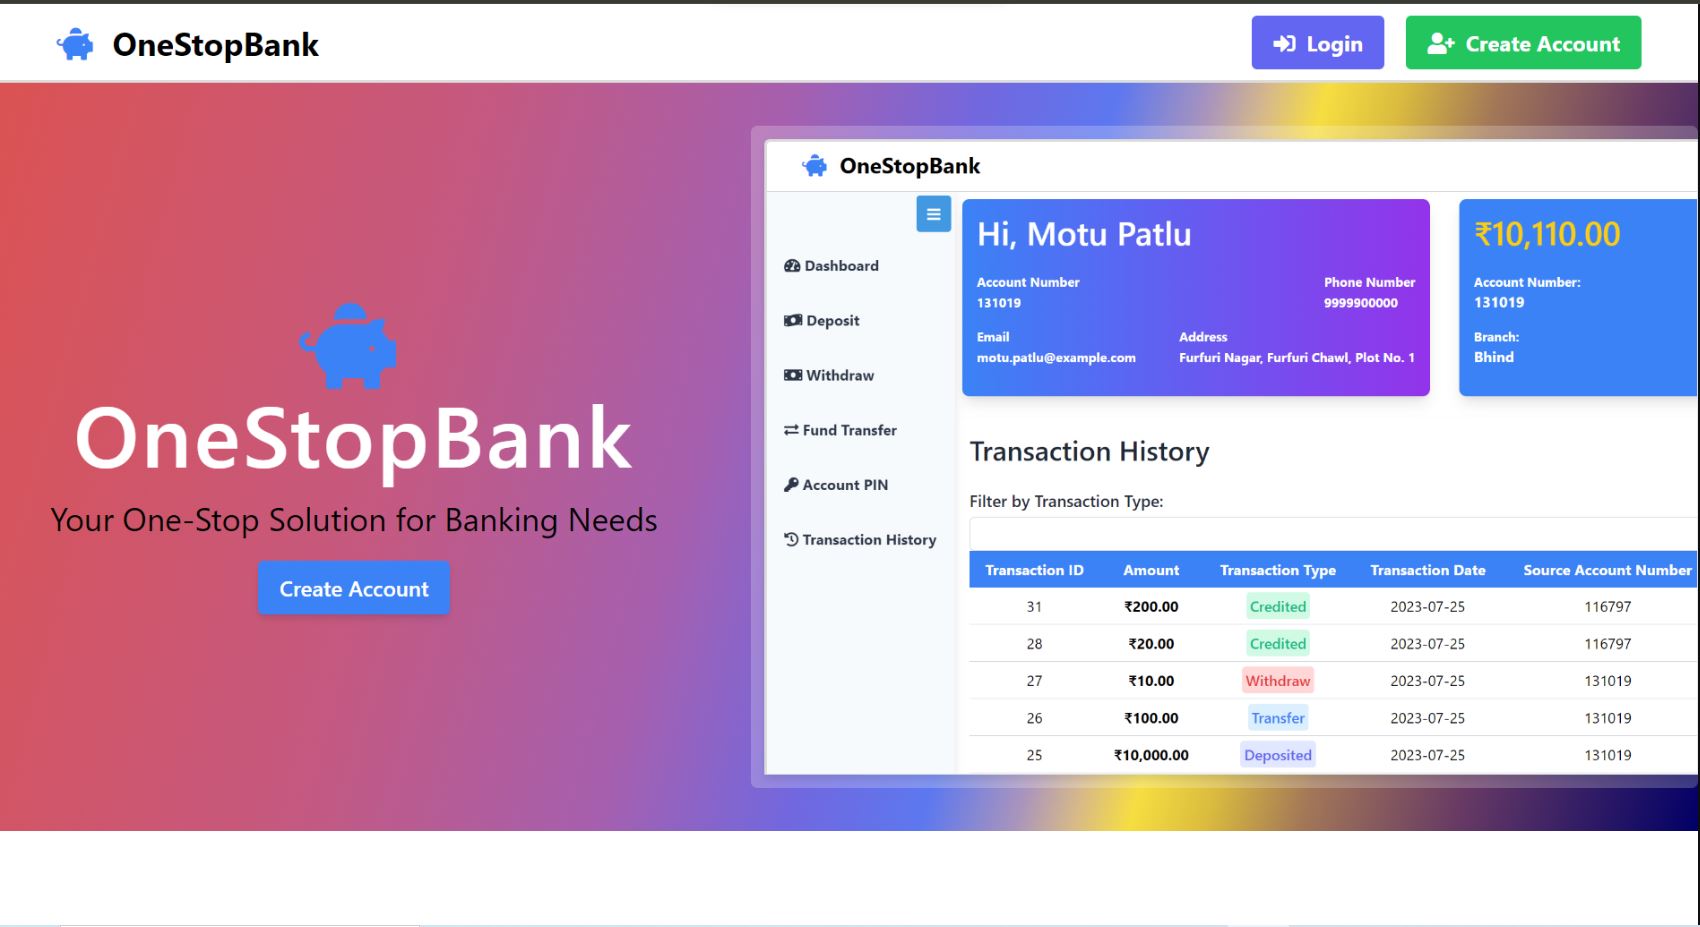 OneStopBank
Login
Create Account
OneStopBank
Your One-Stop Solution for Banking Needs
Create Account
OneStopBank
Dashboard
Deposit
Withdraw
Fund Transfer
Account PIN
Transaction History
Hi, Motu Patlu
Account Number Phone Number
131019 9999900000
Email Address
motu.patlu@example.com Furfuri Nagar, Furfuri Chawl, Plot No. 1
₹10,110.00
Account Number:
131019
Branch:
Bhind
Transaction History
Filter by Transaction Type:
Transaction ID Amount Transaction Type Transaction Date Source Account Number
31 ₹200.00 Credited 2023-07-25 116797
28 ₹20.00 Credited 2023-07-25 116797
27 ₹10.00 Withdraw 2023-07-25 131019
26 ₹100.00 Transfer 2023-07-25 131019
25 ₹10,000.00 Deposited 2023-07-25 131019